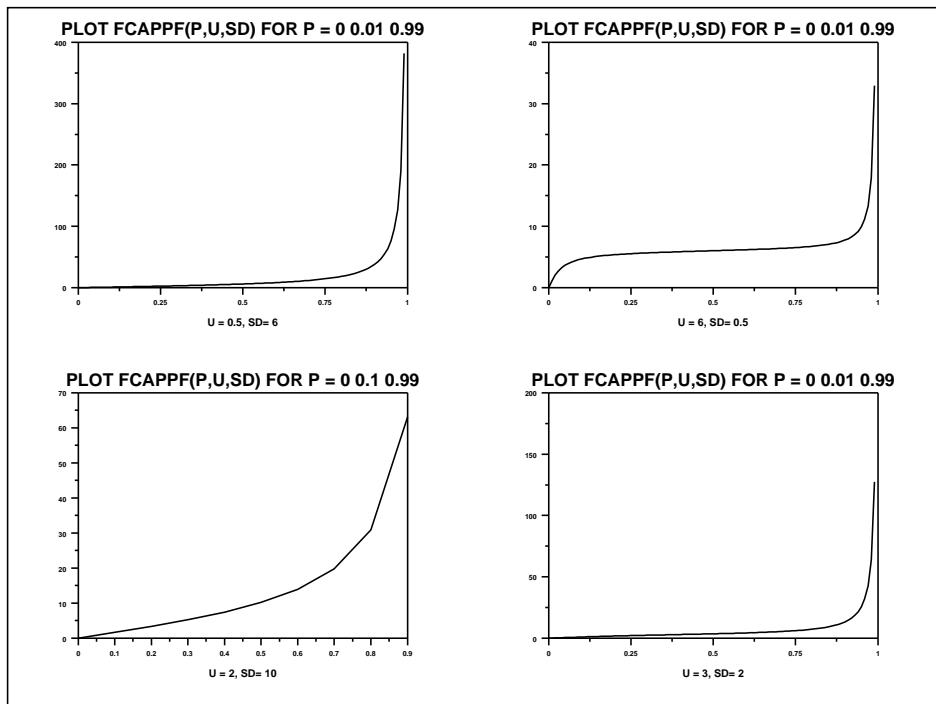 PLOT FCAPPF(P,U,SD) FOR P = 0 0.01 0.99
400
300
200
100
0
0 0.25 0.5 0.75 1
U = 0.5, SD= 6
PLOT FCAPPF(P,U,SD) FOR P = 0 0.01 0.99
40
30
20
10
0
0 0.25 0.5 0.75 1
U = 6, SD= 0.5
PLOT FCAPPF(P,U,SD) FOR P = 0 0.1 0.99
70
60
50
40
30
20
10
0
0 0.1 0.2 0.3 0.4 0.5 0.6 0.7 0.8 0.9
U = 2, SD= 10
PLOT FCAPPF(P,U,SD) FOR P = 0 0.01 0.99
200
150
100
50
0
0 0.25 0.5 0.75 1
U = 3, SD= 2